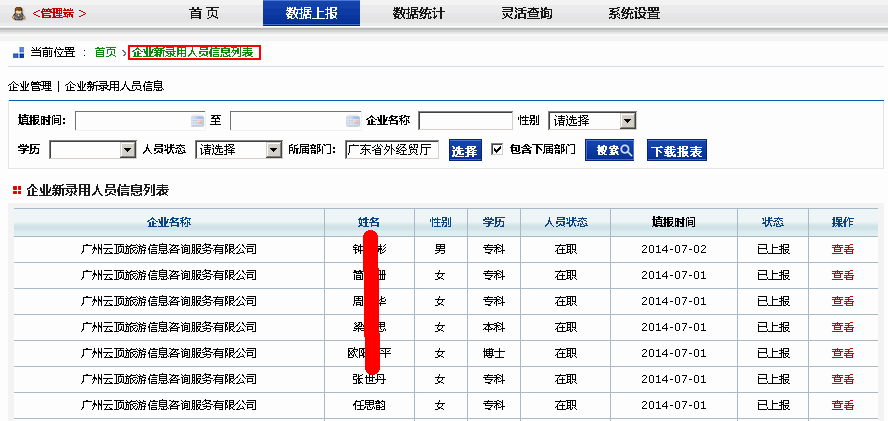 <管理端 >
首 页 数据上报 数据统计 灵活查询 系统设置
当前位置 : 首页 > 企业新录用人员信息列表
企业管理 | 企业新录用人员信息
填报时间: 至 企业名称 性别 请选择
学历 人员状态 请选择 所属部门: 广东省外经贸厅 选择 包含下属部门 搜索 下载报表
企业新录用人员信息列表
企业名称 姓名 性别 学历 人员状态 填报时间 状态 操作
广州云顶旅游信息咨询服务有限公司 钟 彬 男 专科 在职 2014-07-02 已上报 查看
广州云顶旅游信息咨询服务有限公司 简 珊 女 专科 在职 2014-07-01 已上报 查看
广州云顶旅游信息咨询服务有限公司 周 华 女 专科 在职 2014-07-01 已上报 查看
广州云顶旅游信息咨询服务有限公司 梁 思 女 本科 在职 2014-07-01 已上报 查看
广州云顶旅游信息咨询服务有限公司 欧阳 平 女 博士 在职 2014-07-01 已上报 查看
广州云顶旅游信息咨询服务有限公司 张世丹 女 专科 在职 2014-07-01 已上报 查看
广州云顶旅游信息咨询服务有限公司 任思韵 女 专科 在职 2014-07-01 已上报 查看